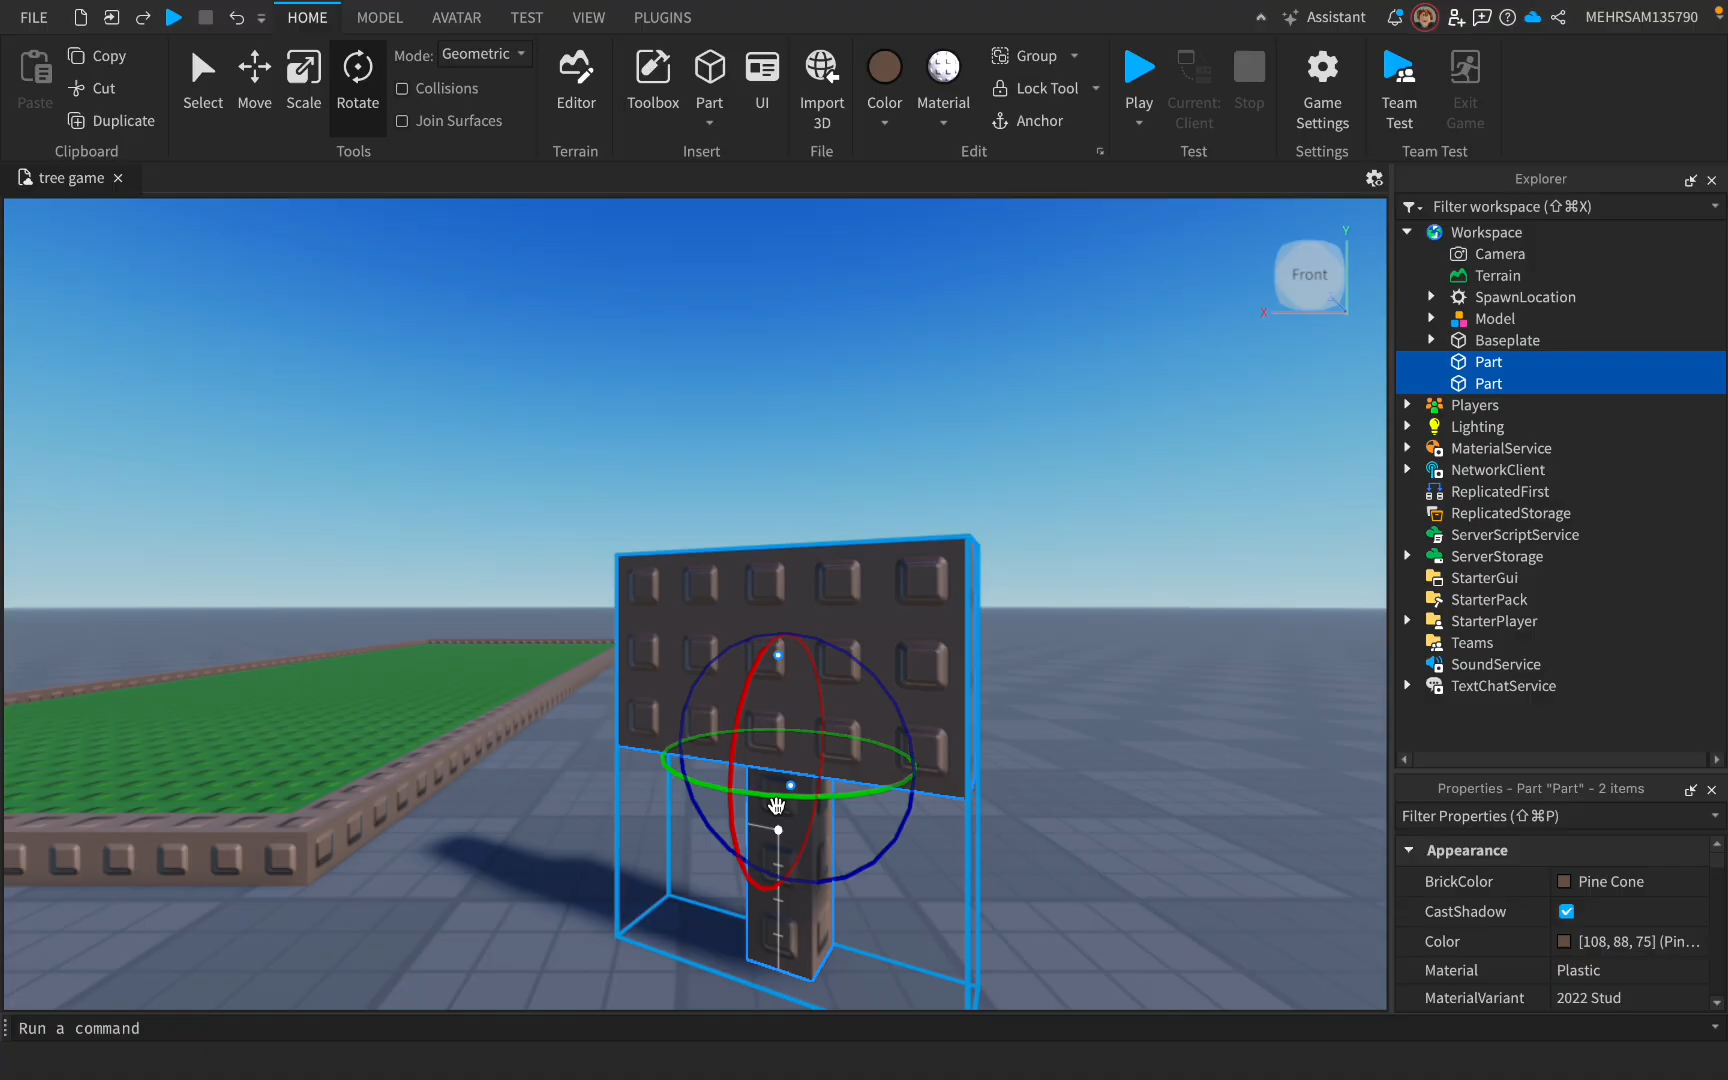 FILE HOME MODEL AVATAR TEST VIEW PLUGINS Assistant MEHRSAM135790
Paste Copy Cut Duplicate Clipboard
Select Move Scale Rotate Mode: Geometric Collisions Join Surfaces Tools
Editor Terrain
Toolbox Part UI Insert
Import 3D File
Color Material Group Lock Tool Anchor Edit
Play Current: Client Stop Test
Game Settings Settings
Team Test Exit Game Team Test
tree game
Front
Y
X
Explorer
Filter workspace (⇧⌘X)
Workspace
Camera
Terrain
SpawnLocation
Model
Baseplate
Part
Part
Players
Lighting
MaterialService
NetworkClient
ReplicatedFirst
ReplicatedStorage
ServerScriptService
ServerStorage
StarterGui
StarterPack
StarterPlayer
Teams
SoundService
TextChatService
Properties - Part "Part" - 2 items
Filter Properties (⇧⌘P)
Appearance
BrickColor Pine Cone
CastShadow
Color [108, 88, 75] (Pin...
Material Plastic
MaterialVariant 2022 Stud
Run a command